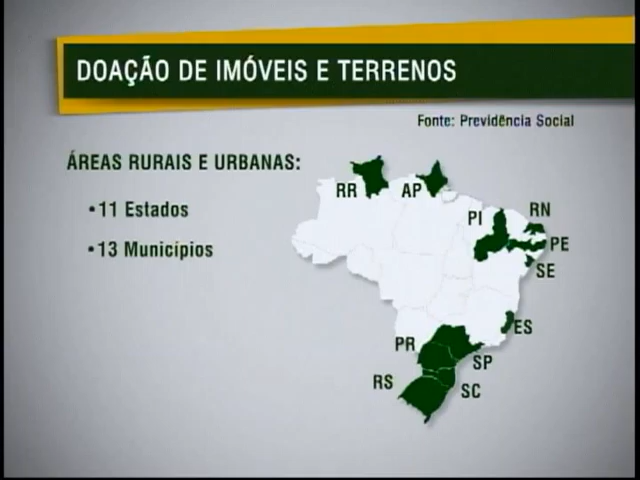 DOAÇÃO DE IMÓVEIS E TERRENOS
Fonte: Previdência Social
ÁREAS RURAIS E URBANAS:
•11 Estados
•13 Municípios
RR
AP
PI
RN
PE
SE
ES
PR
SP
RS
SC